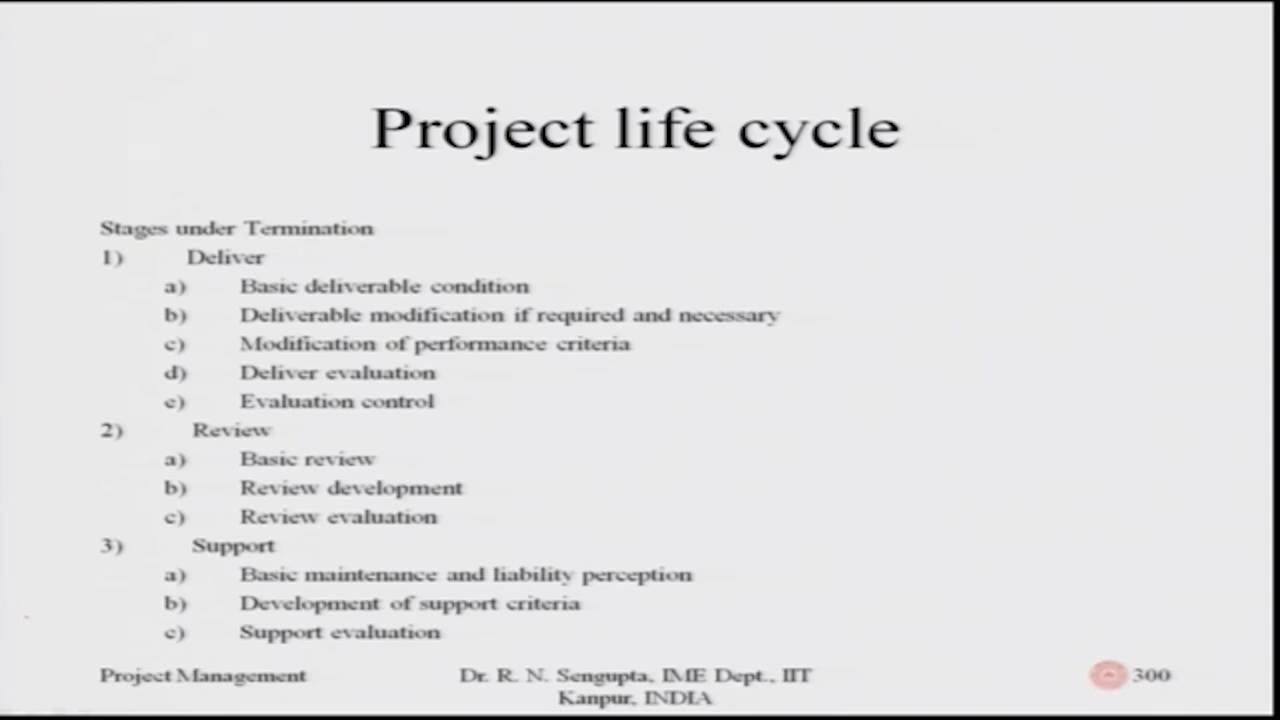 Project life cycle
Stages under Termination
1) Deliver
a) Basic deliverable condition
b) Deliverable modification if required and necessary
c) Modification of performance criteria
d) Deliver evaluation
e) Evaluation control
2) Review
a) Basic review
b) Review development
c) Review evaluation
3) Support
a) Basic maintenance and liability perception
b) Development of support criteria
c) Support evaluation
Project Management
Dr. R. N. Sengupta, IME Dept., IIT
Kanpur, INDIA
300